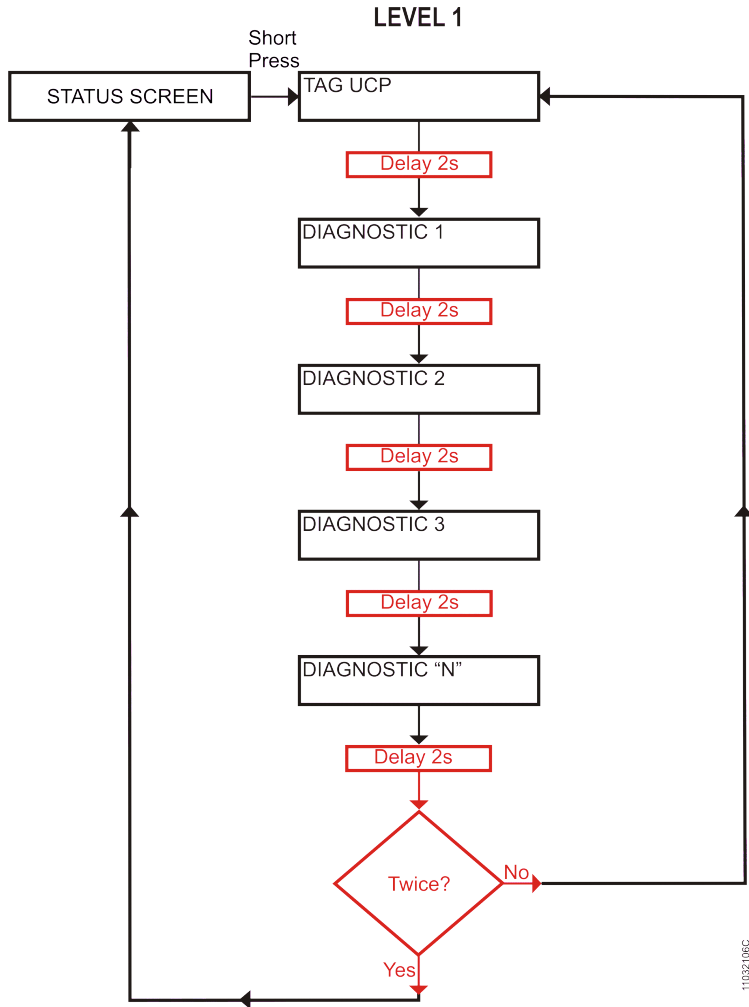 LEVEL 1
Short
Press
STATUS SCREEN
TAG UCP
Delay 2s
DIAGNOSTIC 1
Delay 2s
DIAGNOSTIC 2
Delay 2s
DIAGNOSTIC 3
Delay 2s
DIAGNOSTIC “N”
Delay 2s
Twice?
No
Yes
11032106C